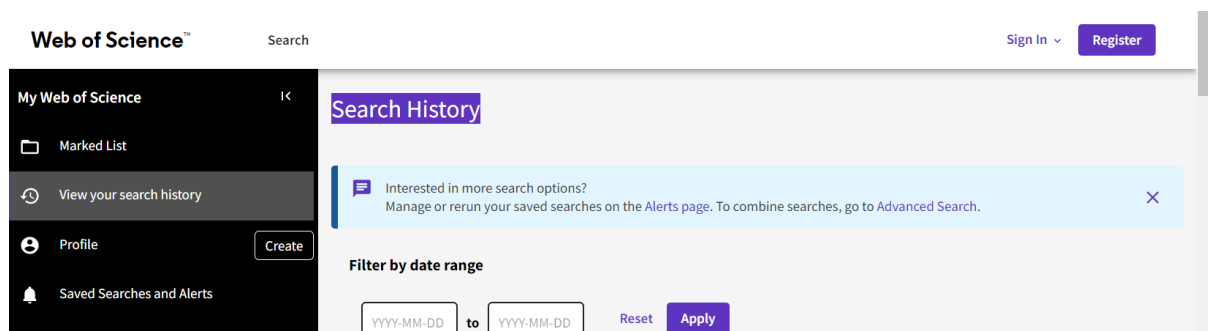 Web of Science™
Search
Sign In
Register
My Web of Science
Search History
Marked List
View your search history
Interested in more search options?
Manage or rerun your saved searches on the Alerts page. To combine searches, go to Advanced Search.
Profile
Create
Filter by date range
Saved Searches and Alerts
YYYY-MM-DD to YYYY-MM-DD Reset Apply